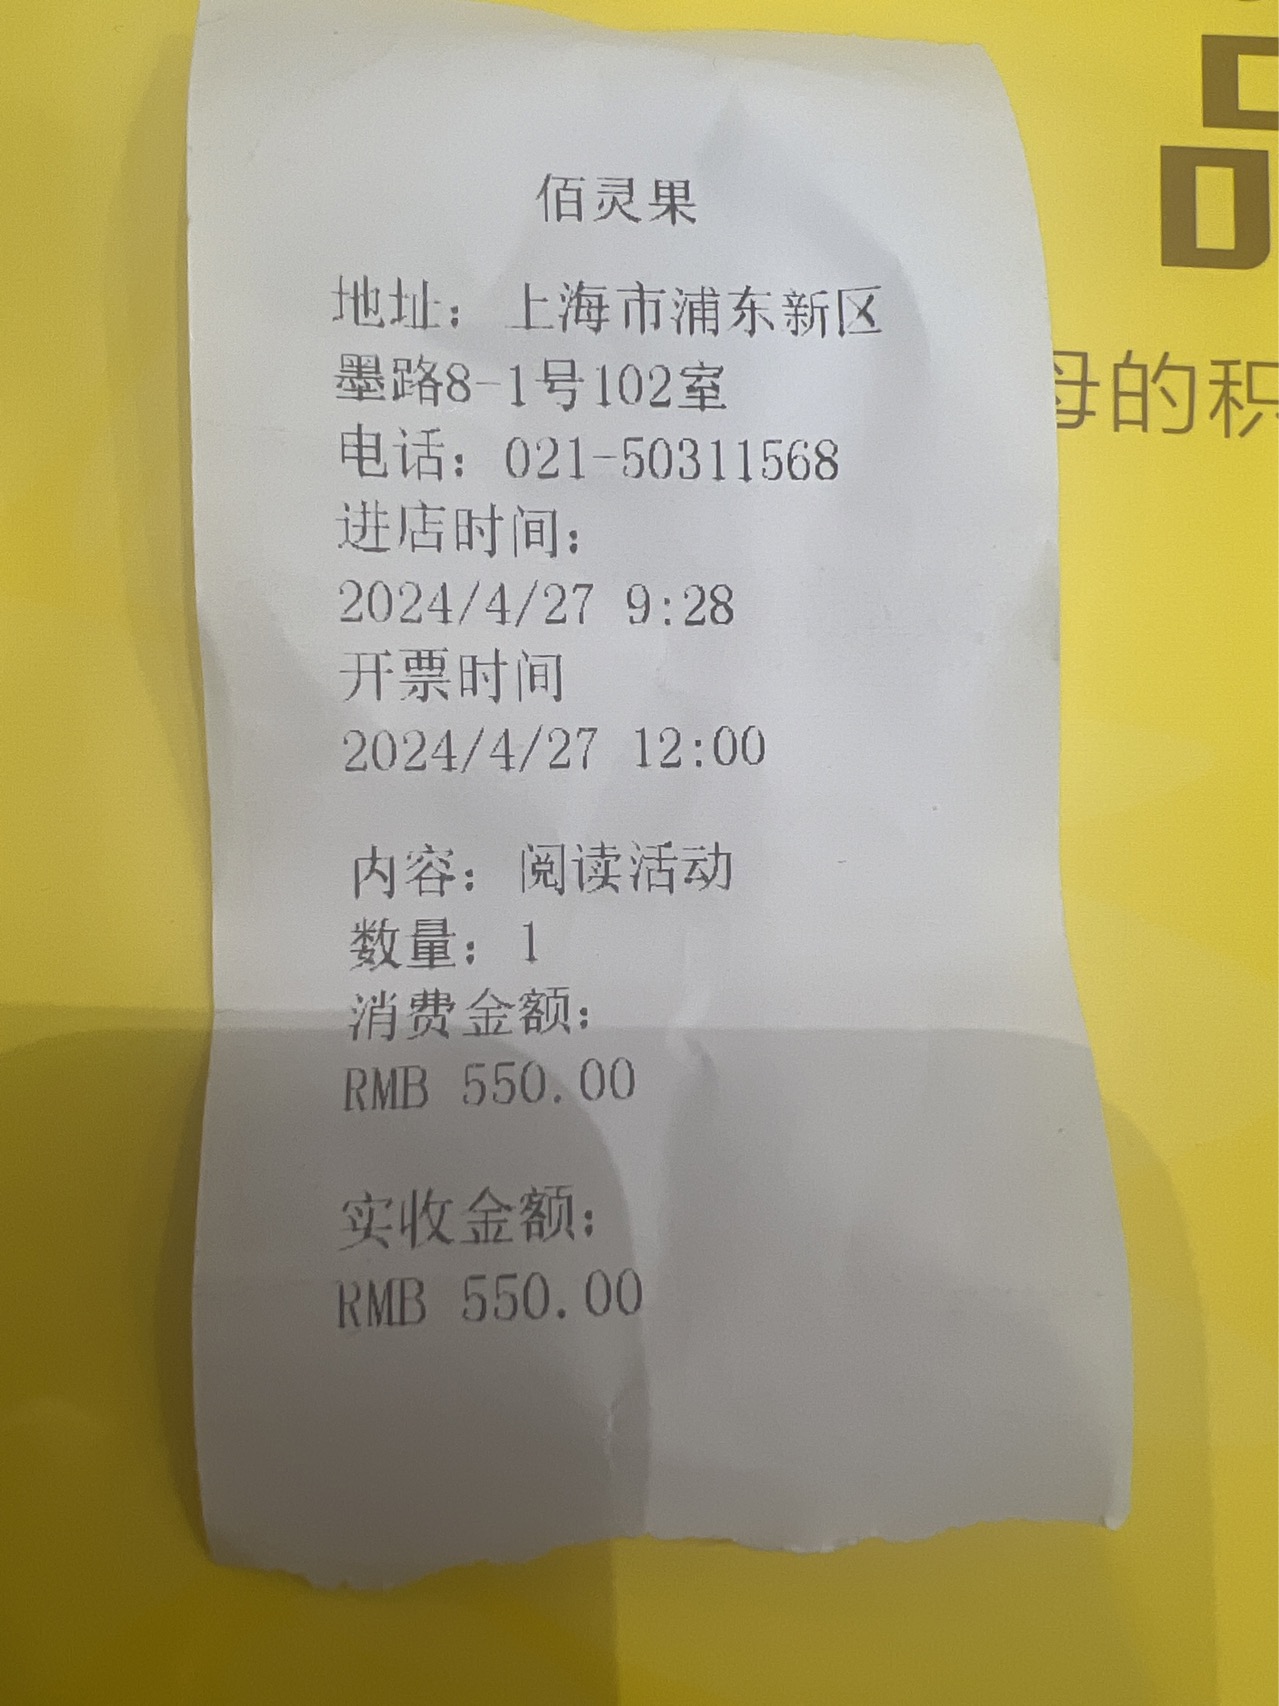 佰灵果
地址：上海市浦东新区
墨路8-1号102室
电话：021-50311568
进店时间：
2024/4/27 9:28
开票时间
2024/4/27 12:00
内容：阅读活动
数量：1
消费金额：
RMB 550.00
实收金额：
RMB 550.00
母的积